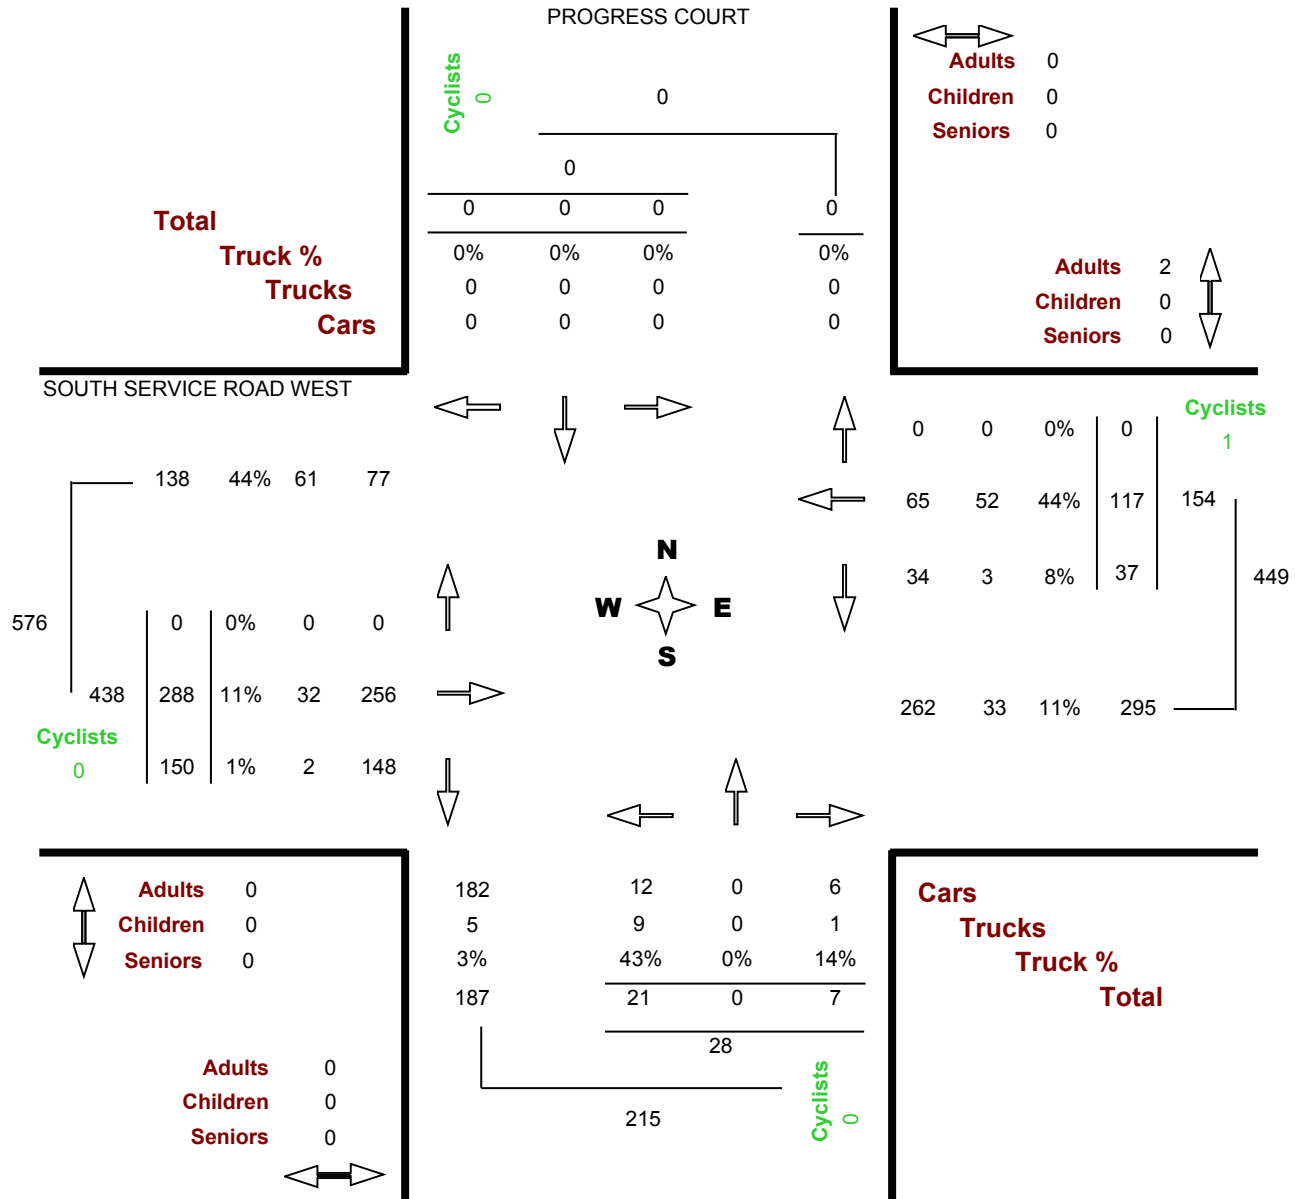 PROGRESS COURT
Cyclists
0
0
0
0 0 0 0
0% 0% 0% 0%
0 0 0 0
0 0 0 0
Adults 0
Children 0
Seniors 0
Total
Truck %
Trucks
Cars
Adults 2
Children 0
Seniors 0
SOUTH SERVICE ROAD WEST
138 44% 61 77
576
0 0% 0 0
438 288 11% 32 256
150 1% 2 148
Cyclists
0
N
W E
S
Cyclists
1
0 0 0% 0
65 52 44% 117 154
34 3 8% 37
449
262 33 11% 295
Adults 0
Children 0
Seniors 0
182 12 0 6
5 9 0 1
3% 43% 0% 14%
187 21 0 7
28
215
Cyclists
0
Cars
Trucks
Truck %
Total
Adults 0
Children 0
Seniors 0